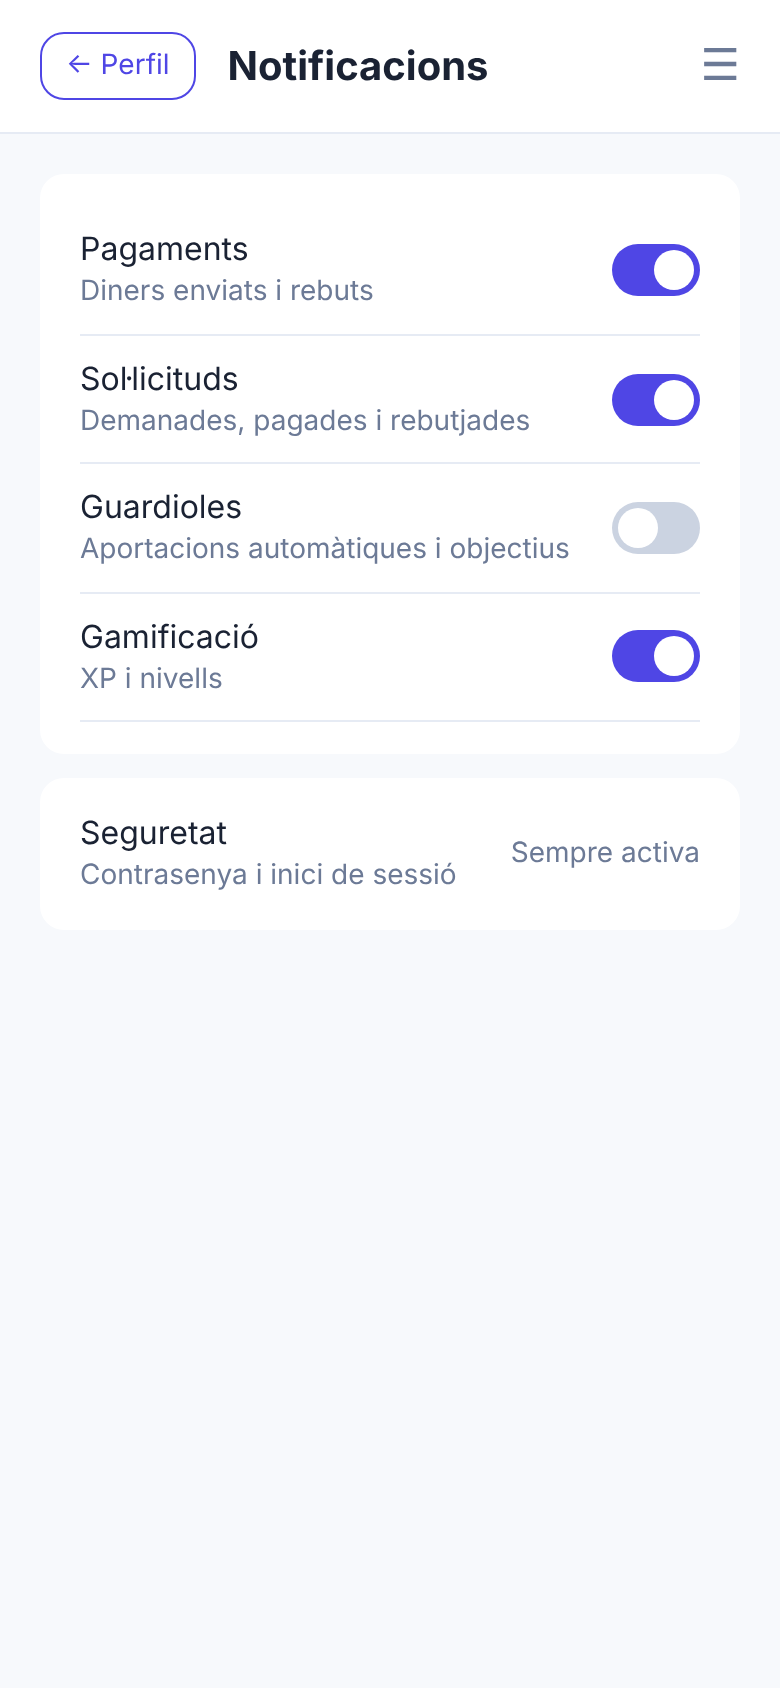 ← Perfil
Notificacions
Pagaments
Diners enviats i rebuts
Sol·licituds
Demanades, pagades i rebutjades
Guardioles
Aportacions automàtiques i objectius
Gamificació
XP i nivells
Seguretat
Contrasenya i inici de sessió
Sempre activa